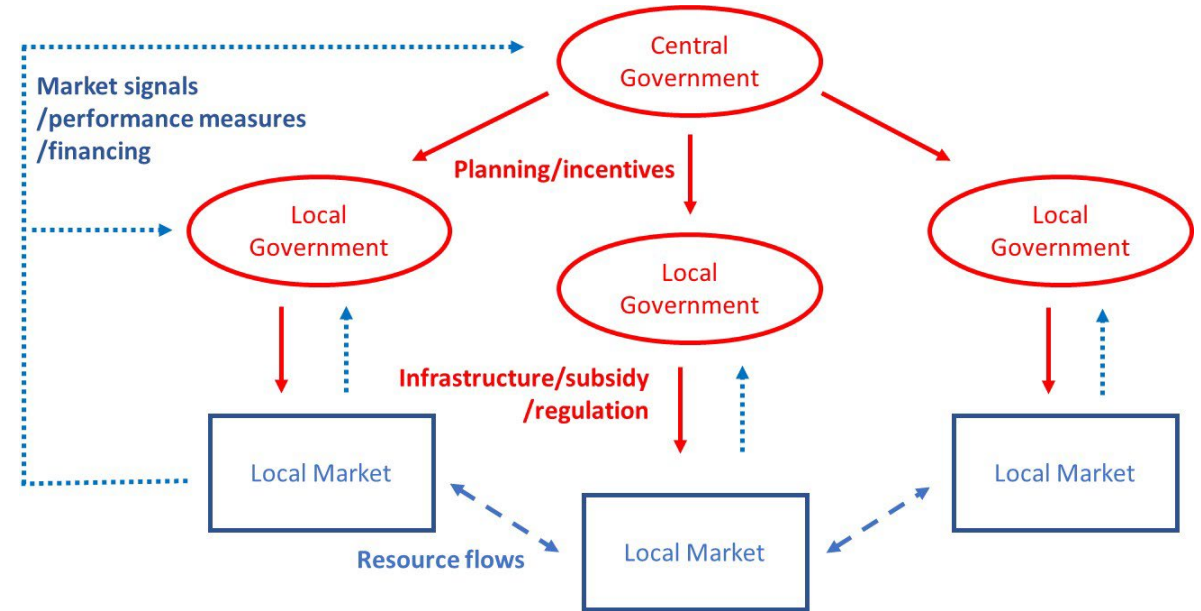 Central
Government
Market signals
/performance measures
/financing
Planning/incentives
Local
Government
Local
Government
Local
Government
Infrastructure/subsidy
/regulation
Local Market
Local Market
Local Market
Resource flows